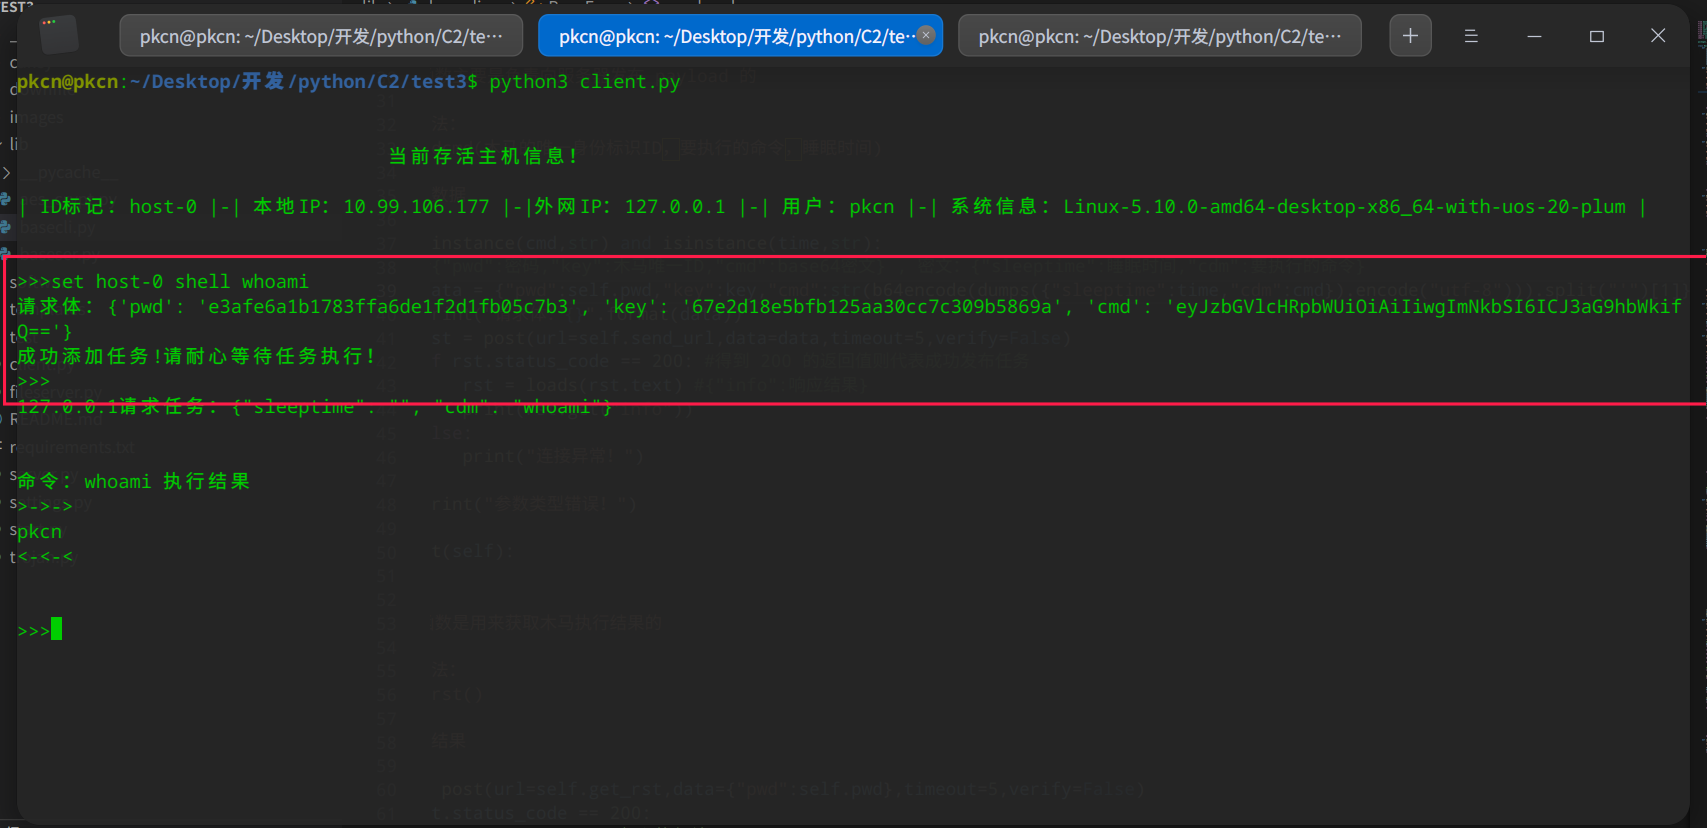 pkcn@pkcn: ~/Desktop/开发/python/C2/te··· pkcn@pkcn: ~/Desktop/开发/python/C2/te·· pkcn@pkcn: ~/Desktop/开发/python/C2/te···
pkcn@pkcn:~/Desktop/开发/python/C2/test3$ python3 client.py
当前存活主机信息!
| ID标记: host-0 |-| 本地IP: 10.99.106.177 |-|外网IP: 127.0.0.1 |-| 用户: pkcn |-| 系统信息: Linux-5.10.0-amd64-desktop-x86_64-with-uos-20-plum |
>>>set host-0 shell whoami
请求体: {'pwd': 'e3afe6a1b1783ffa6de1f2d1fb05c7b3', 'key': '67e2d18e5bfb125aa30cc7c309b5869a', 'cmd': 'eyJzbGVlcHRpbWUiOiAiIiwgImNkbSI6ICJ3aG9hbWkif
Q=='}
成功添加任务!请耐心等待任务执行!
>>>
127.0.0.1请求任务: {"sleeptime": "", "cdm": "whoami"}
命令: whoami 执行结果
>->->
pkcn
<-<-<
>>>